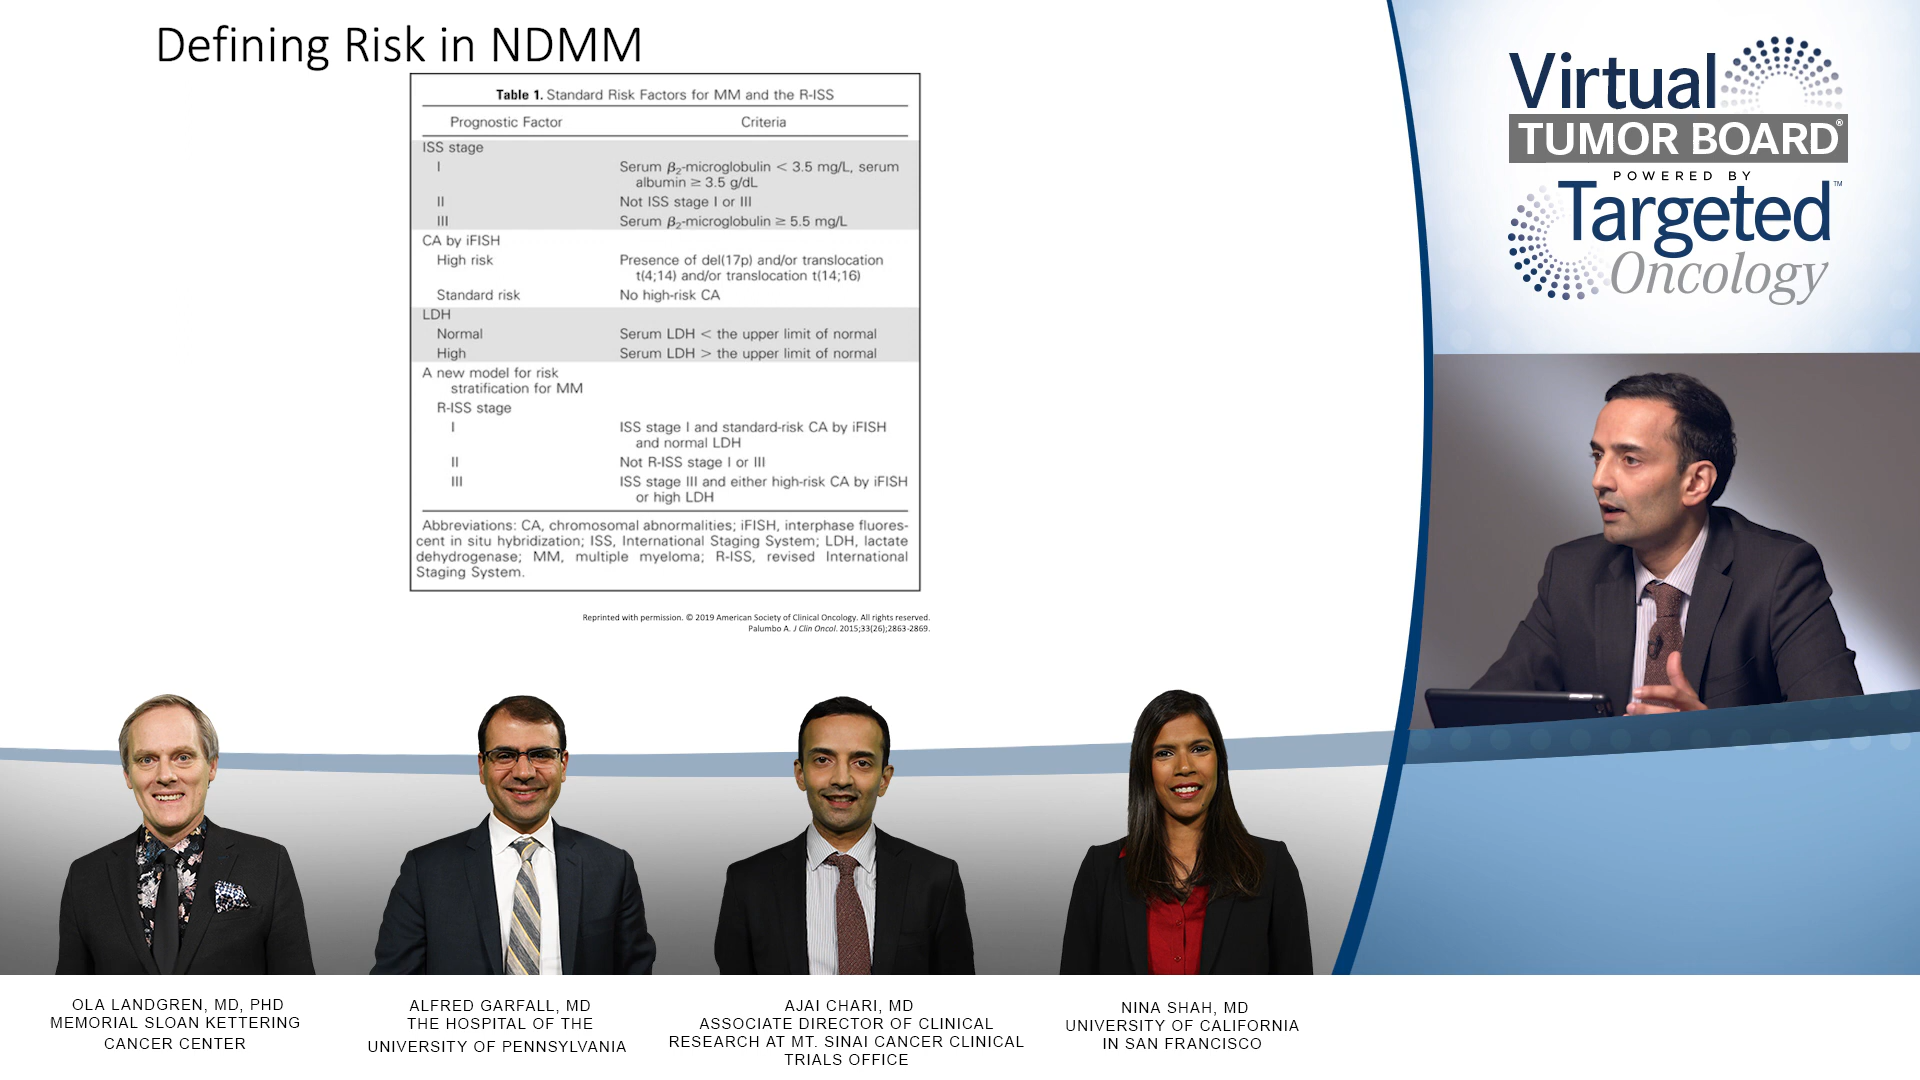 Defining Risk in NDMM
Table 1. Standard Risk Factors for MM and the R-ISS
Prognostic Factor Criteria
ISS stage
I Serum β2-microglobulin < 3.5 mg/L, serum
albumin ≥ 3.5 g/dL
II Not ISS stage I or III
III Serum β2-microglobulin ≥ 5.5 mg/L
CA by iFISH
High risk Presence of del(17p) and/or translocation
t(4;14) and/or translocation t(14;16)
Standard risk No high-risk CA
LDH
Normal Serum LDH < the upper limit of normal
High Serum LDH > the upper limit of normal
A new model for risk
stratification for MM
R-ISS stage
I ISS stage I and standard-risk CA by iFISH
and normal LDH
II Not R-ISS stage I or III
III ISS stage III and either high-risk CA by iFISH
or high LDH
Abbreviations: CA, chromosomal abnormalities; iFISH, interphase fluores-
cent in situ hybridization; ISS, International Staging System; LDH, lactate
dehydrogenase; MM, multiple myeloma; R-ISS, revised International
Staging System.
Reprinted with permission. © 2019 American Society of Clinical Oncology. All rights reserved.
Palumbo A. J Clin Oncol. 2015;33(26);2863-2869.
Virtual
TUMOR BOARD®
POWERED BY
Targeted™
Oncology
OLA LANDGREN, MD, PHD
MEMORIAL SLOAN KETTERING
CANCER CENTER
ALFRED GARFALL, MD
THE HOSPITAL OF THE
UNIVERSITY OF PENNSYLVANIA
AJAI CHARI, MD
ASSOCIATE DIRECTOR OF CLINICAL
RESEARCH AT MT. SINAI CANCER CLINICAL
TRIALS OFFICE
NINA SHAH, MD
UNIVERSITY OF CALIFORNIA
IN SAN FRANCISCO